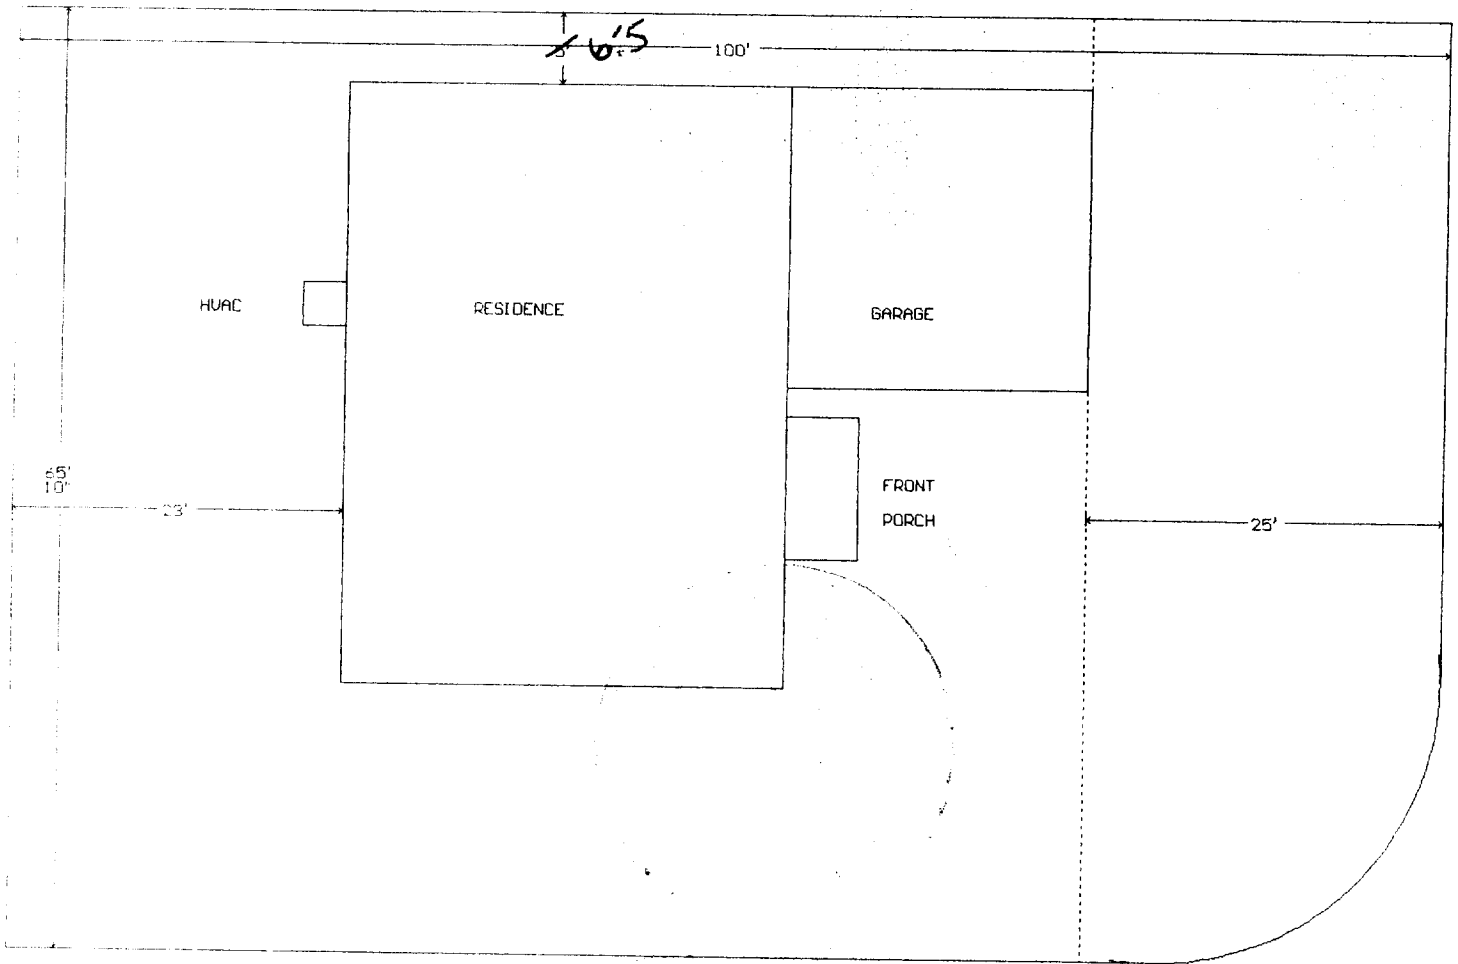 6'.5
100'
HVAC
RESIDENCE
GARAGE
65'
10"
23'
FRONT
PORCH
25'